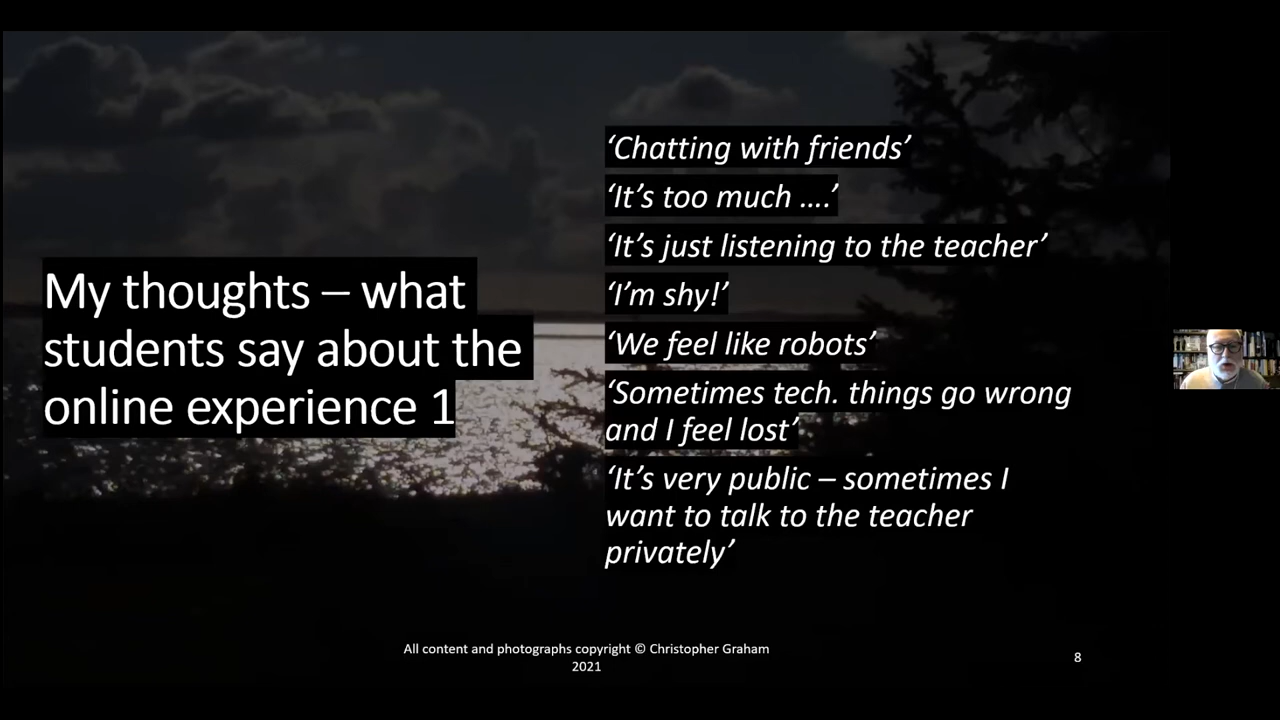 My thoughts – what
students say about the
online experience 1
‘Chatting with friends’
‘It’s too much ....’
‘It’s just listening to the teacher’
‘I’m shy!’
‘We feel like robots’
‘Sometimes tech. things go wrong
and I feel lost’
‘It’s very public – sometimes I
want to talk to the teacher
privately’
All content and photographs copyright © Christopher Graham
2021
8